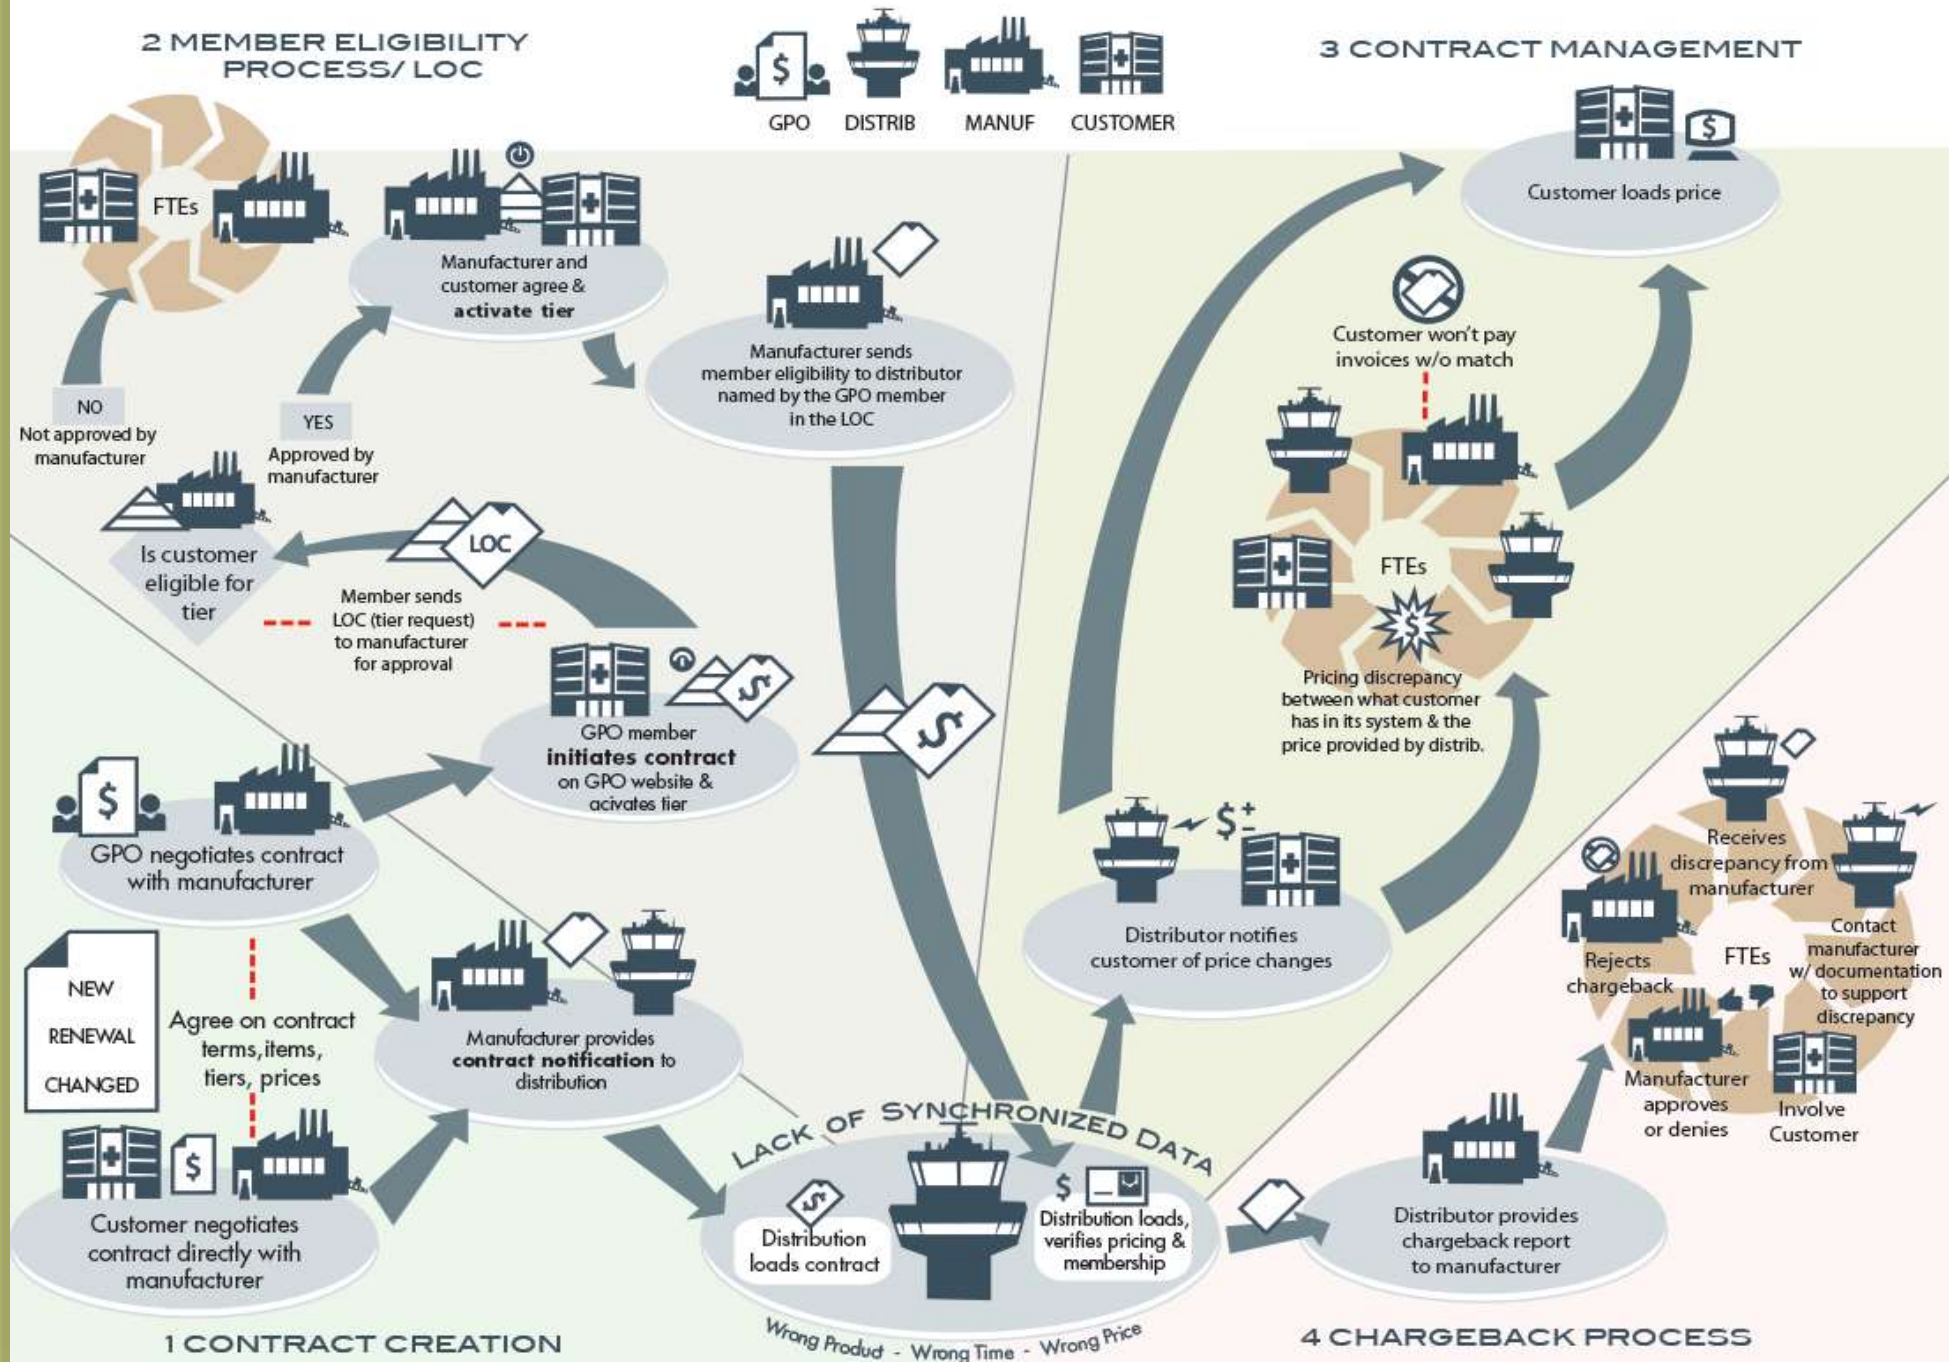 2 MEMBER ELIGIBILITY
PROCESS/ LOC
GPO
DISTRIB
MANUF
CUSTOMER
3 CONTRACT MANAGEMENT
FTEs
NO
Not approved by
manufacturer
YES
Approved by
manufacturer
Manufacturer and
customer agree &
activate tier
Manufacturer sends
member eligibility to distributor
named by the GPO member
in the LOC
Is customer
eligible for
tier
LOC
Member sends
LOC (tier request)
to manufacturer
for approval
$
GPO member
initiates contract
on GPO website &
acivates tier
$
$
Customer loads price
Customer won't pay
invoices w/o match
FTEs
$
Pricing discrepancy
between what customer
has in its system & the
price provided by distrib.
$+-
Distributor notifies
customer of price changes
$
GPO negotiates contract
with manufacturer
NEW
RENEWAL
CHANGED
Agree on contract
terms, items,
tiers, prices
$
Customer negotiates
contract directly with
manufacturer
Manufacturer provides
contract notification to
distribution
1 CONTRACT CREATION
LACK OF SYNCHRONIZED DATA
$
Distribution
loads contract
$
Distribution loads,
verifies pricing &
membership
Wrong Product - Wrong Time - Wrong Price
Distributor provides
chargeback report
to manufacturer
Receives
discrepancy from
manufacturer
Contact
manufacturer
w/ documentation
to support
discrepancy
FTEs
Rejects
chargeback
Manufacturer
approves
or denies
Involve
Customer
4 CHARGEBACK PROCESS